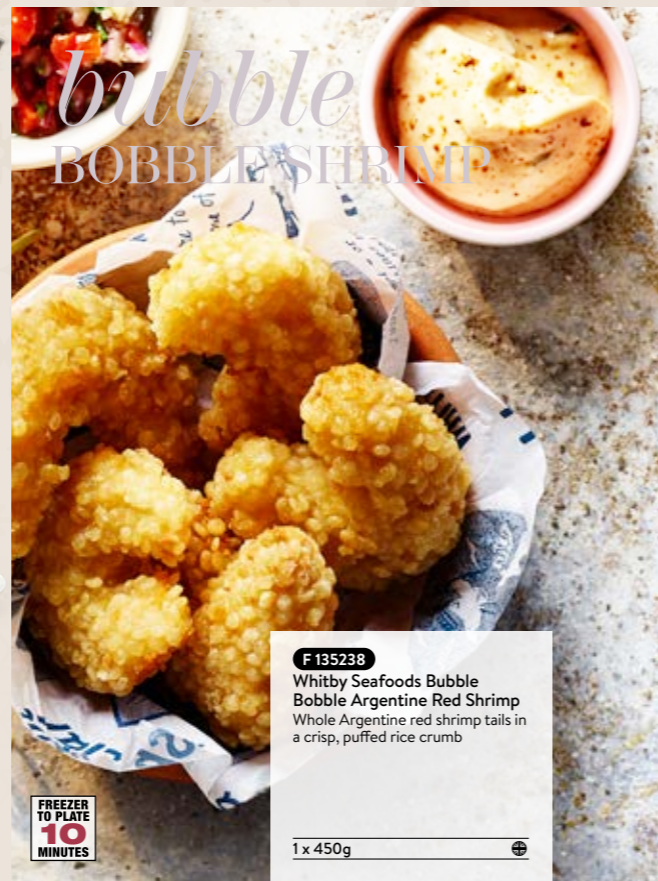 bubble
BOBBLE SHRIMP
F 135238
Whitby Seafoods Bubble
Bobble Argentine Red Shrimp
Whole Argentine red shrimp tails in
a crisp, puffed rice crumb
1 x 450g
FREEZER
TO PLATE
10
MINUTES